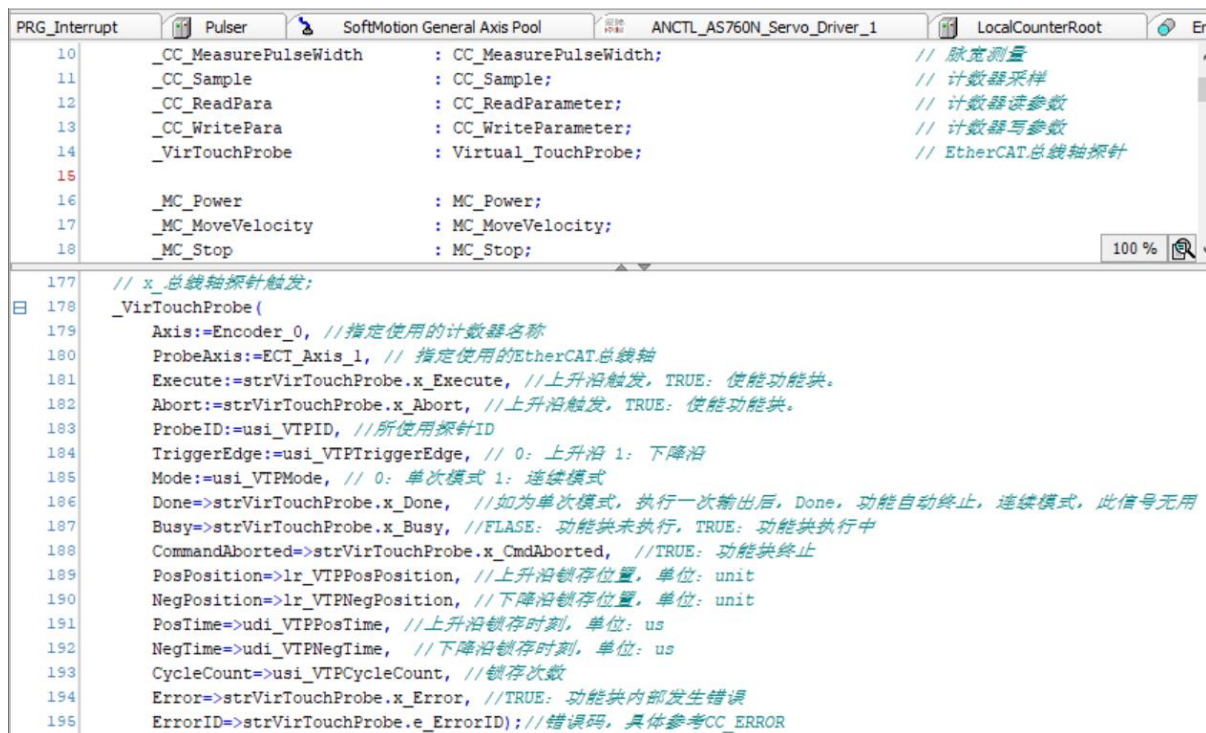 PRG_Interrupt Pulser SoftMotion General Axis Pool ANCTL_AS760N_Servo_Driver_1 LocalCounterRoot
10 _CC_MeasurePulseWidth : CC_MeasurePulseWidth; // 脉宽测量
11 _CC_Sample : CC_Sample; // 计数器采样
12 _CC_ReadPara : CC_ReadParameter; // 计数器读参数
13 _CC_WritePara : CC_WriteParameter; // 计数器写参数
14 _VirTouchProbe : Virtual_TouchProbe; // EtherCAT总线轴探针
15
16 _MC_Power : MC_Power;
17 _MC_MoveVelocity : MC_MoveVelocity;
18 _MC_Stop : MC_Stop;
100 %
177 // x_总线轴探针触发;
178 _VirTouchProbe(
179 Axis:=Encoder_0, //指定使用的计数器名称
180 ProbeAxis:=ECT_Axis_1, // 指定使用的EtherCAT总线轴
181 Execute:=strVirTouchProbe.x_Execute, //上升沿触发，TRUE：使能功能块。
182 Abort:=strVirTouchProbe.x_Abort, //上升沿触发，TRUE：使能功能块。
183 ProbeID:=usi_VTPID, //所使用探针ID
184 TriggerEdge:=usi_VTPTriggerEdge, // 0：上升沿 1：下降沿
185 Mode:=usi_VTPMode, // 0：单次模式 1：连续模式
186 Done=>strVirTouchProbe.x_Done, //如为单次模式，执行一次输出后，Done，功能自动终止，连续模式，此信号无用
187 Busy=>strVirTouchProbe.x_Busy, //FLASE：功能块未执行，TRUE：功能块执行中
188 CommandAborted=>strVirTouchProbe.x_CmdAborted, //TRUE：功能块终止
189 PosPosition=>lr_VTPPosPosition, //上升沿锁存位置，单位：unit
190 NegPosition=>lr_VTPNegPosition, //下降沿锁存位置，单位：unit
191 PosTime=>udi_VTPPosTime, //上升沿锁存时刻，单位：us
192 NegTime=>udi_VTPNegTime, //下降沿锁存时刻，单位：us
193 CycleCount=>usi_VTPCycleCount, //锁存次数
194 Error=>strVirTouchProbe.x_Error, //TRUE：功能块内部发生错误
195 ErrorID=>strVirTouchProbe.e_ErrorID);//错误码，具体参考CC_ERROR